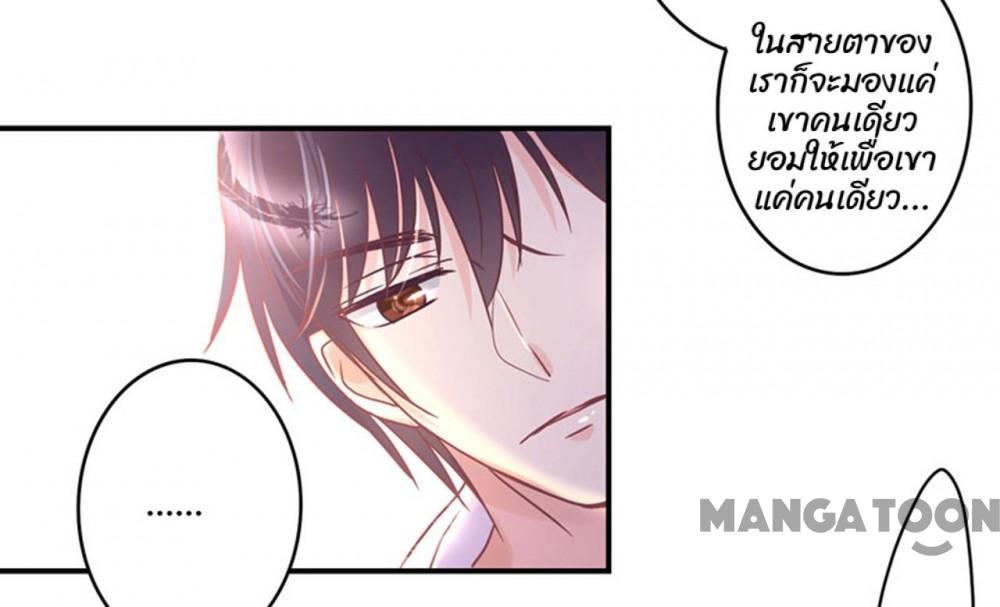 ในสายตาของ
เราก็จะมองแค่
เขาคนเดียว
ยอมให้เพื่อเขา
แค่คนเดียว...
......
MANGATOON